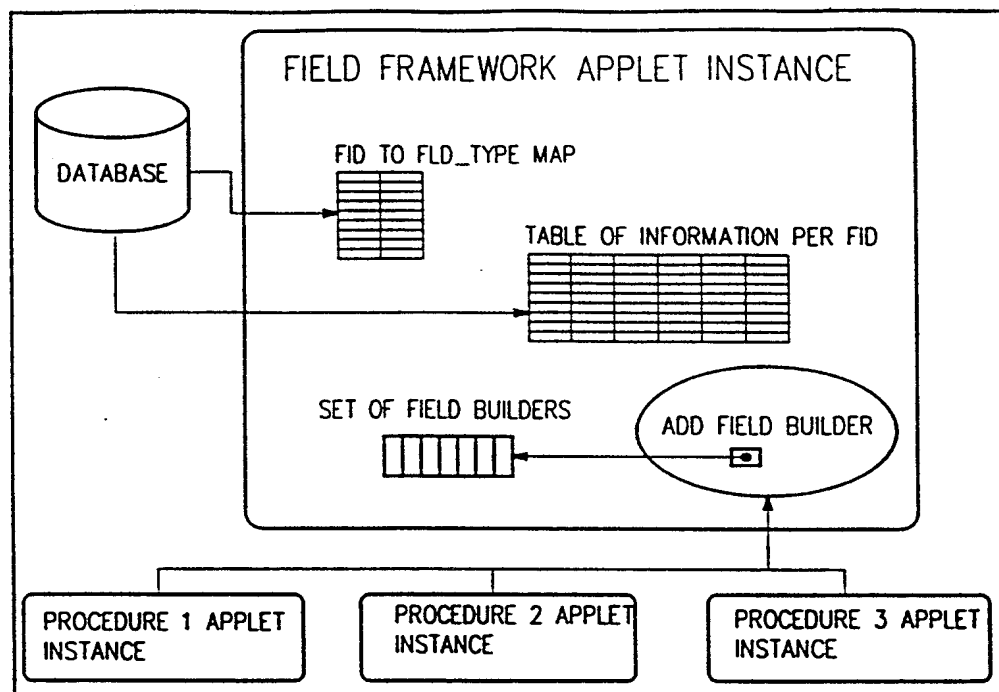 FIELD FRAMEWORK APPLET INSTANCE
DATABASE
FID TO FLD_TYPE MAP
TABLE OF INFORMATION PER FID
SET OF FIELD BUILDERS
ADD FIELD BUILDER
PROCEDURE 1 APPLET
INSTANCE
PROCEDURE 2 APPLET
INSTANCE
PROCEDURE 3 APPLET
INSTANCE